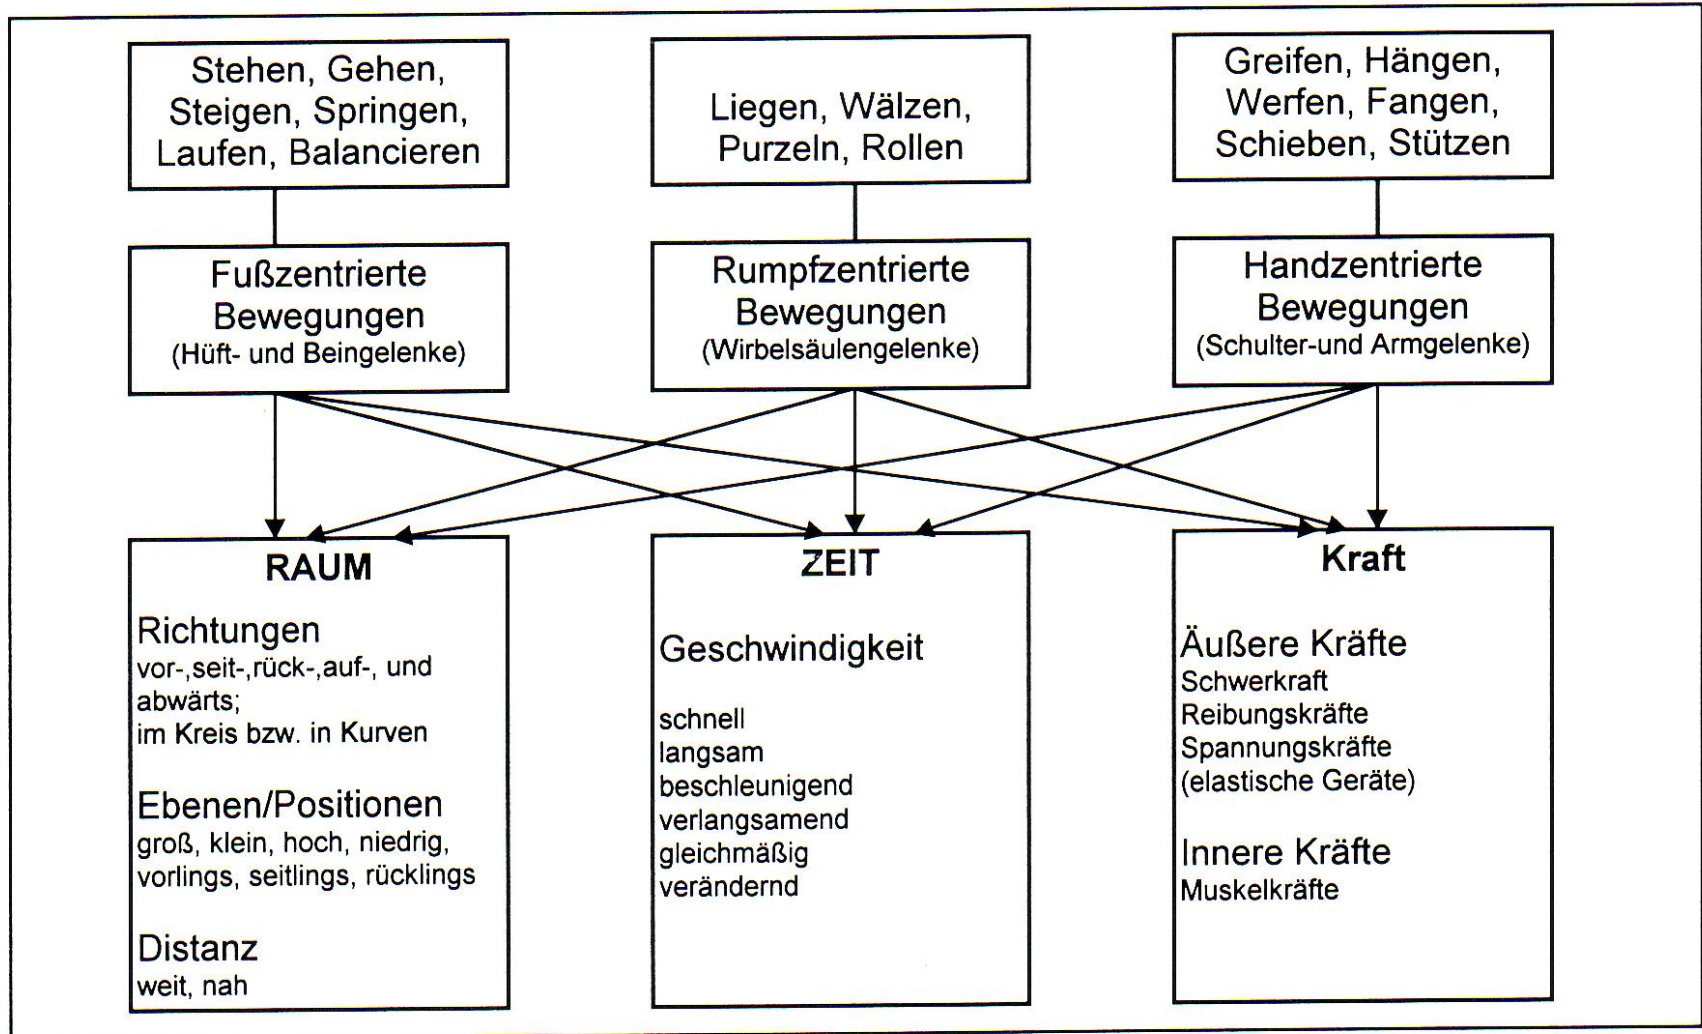 Stehen, Gehen,
Steigen, Springen,
Laufen, Balancieren
Liegen, Wälzen,
Purzeln, Rollen
Greifen, Hängen,
Werfen, Fangen,
Schieben, Stützen
Fußzentrierte
Bewegungen
(Hüft- und Beingelenke)
Rumpfzentrierte
Bewegungen
(Wirbelsäulengelenke)
Handzentrierte
Bewegungen
(Schulter-und Armgelenke)
RAUM
Richtungen
vor-,seit-,rück-,auf-, und
abwärts;
im Kreis bzw. in Kurven
Ebenen/Positionen
groß, klein, hoch, niedrig,
vorlings, seitlings, rücklings
Distanz
weit, nah
ZEIT
Geschwindigkeit
schnell
langsam
beschleunigend
verlangsamend
gleichmäßig
verändernd
Kraft
Äußere Kräfte
Schwerkraft
Reibungskräfte
Spannungskräfte
(elastische Geräte)
Innere Kräfte
Muskelkräfte